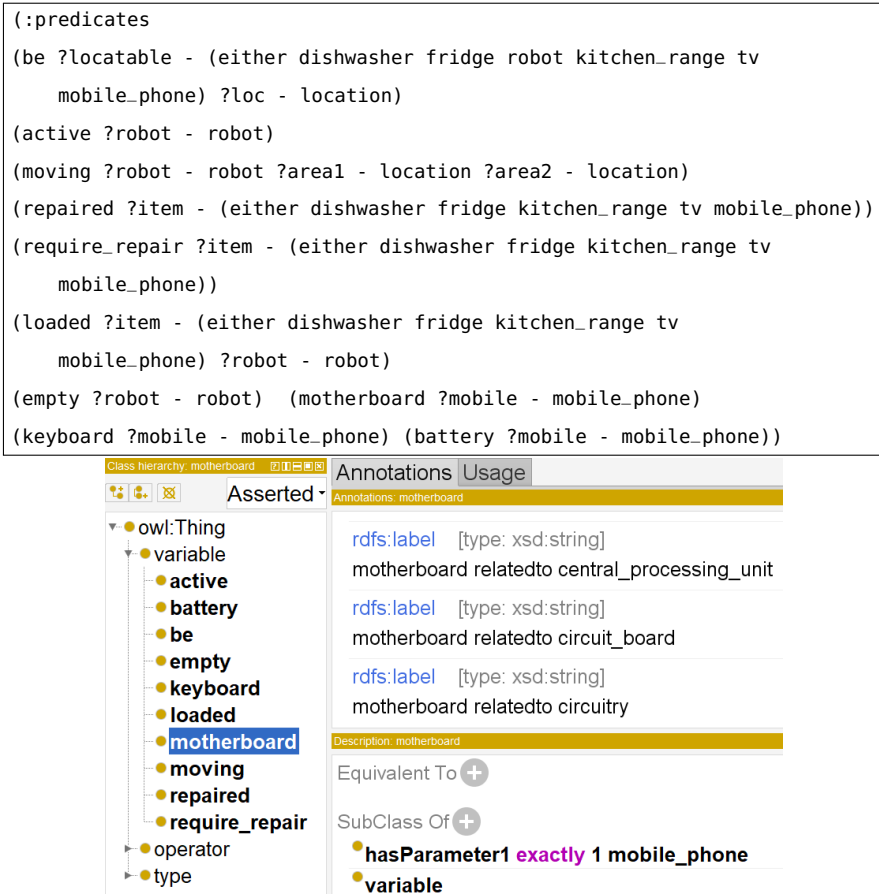 (:predicates
(be ?locatable - (either dishwasher fridge robot kitchen_range tv
mobile_phone) ?loc - location)
(active ?robot - robot)
(moving ?robot - robot ?area1 - location ?area2 - location)
(repaired ?item - (either dishwasher fridge kitchen_range tv mobile_phone))
(require_repair ?item - (either dishwasher fridge kitchen_range tv
mobile_phone))
(loaded ?item - (either dishwasher fridge kitchen_range tv
mobile_phone) ?robot - robot)
(empty ?robot - robot) (motherboard ?mobile - mobile_phone)
(keyboard ?mobile - mobile_phone) (battery ?mobile - mobile_phone))
Class hierarchy: motherboard
Asserted
owl:Thing
variable
active
battery
be
empty
keyboard
loaded
motherboard
moving
repaired
require_repair
operator
type
Annotations Usage
Annotations: motherboard
rdfs:label [type: xsd:string]
motherboard relatedto central_processing_unit
rdfs:label [type: xsd:string]
motherboard relatedto circuit_board
rdfs:label [type: xsd:string]
motherboard relatedto circuitry
Description: motherboard
Equivalent To
SubClass Of
hasParameter1 exactly 1 mobile_phone
variable